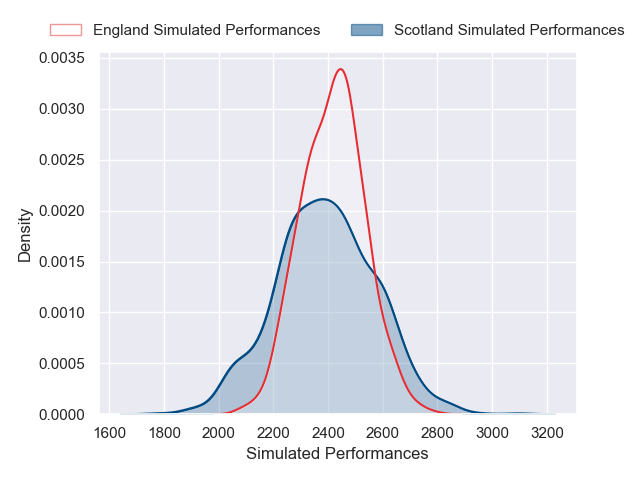 England Simulated Performances
Scotland Simulated Performances
0.0035
0.0030
0.0025
0.0020
0.0015
0.0010
0.0005
0.0000
Density
1600 1800 2000 2200 2400 2600 2800 3000 3200
Simulated Performances